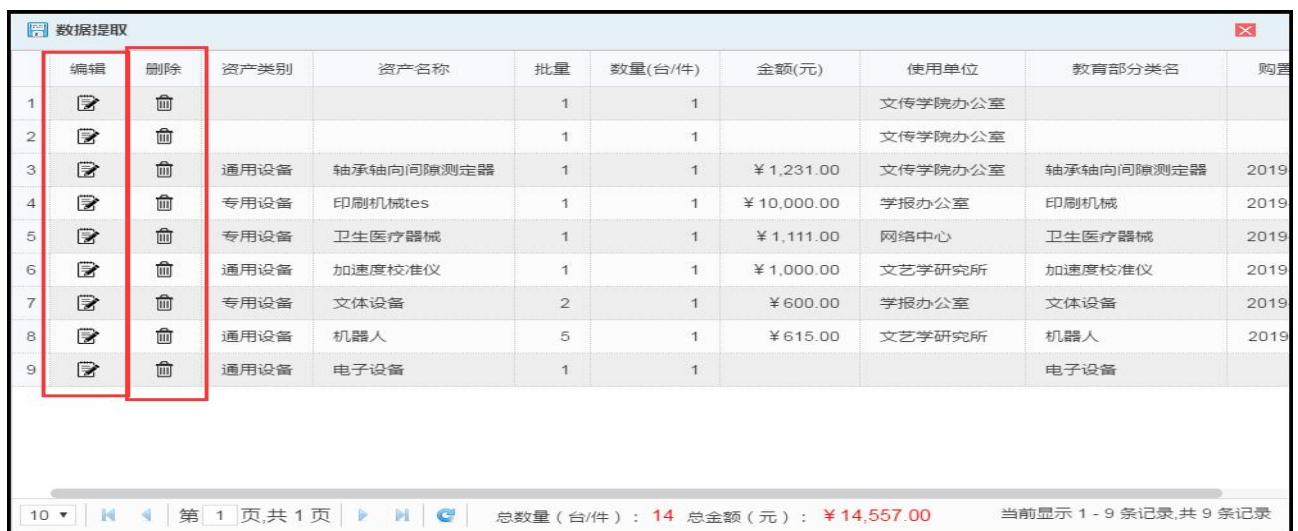 数据提取
编辑 删除 资产类别 资产名称 批量 数量(台/件) 金额(元) 使用单位 教育部分类名 购置
1 1 1 文传学院办公室
2 1 1 文传学院办公室
3 通用设备 轴承轴向间隙测定器 1 1 ¥1,231.00 文传学院办公室 轴承轴向间隙测定器 2019
4 专用设备 印刷机械tes 1 1 ¥10,000.00 学报办公室 印刷机械 2019
5 专用设备 卫生医疗器械 1 1 ¥1,111.00 网络中心 卫生医疗器械 2019
6 通用设备 加速度校准仪 1 1 ¥1,000.00 文艺学研究所 加速度校准仪 2019
7 专用设备 文体设备 2 1 ¥600.00 学报办公室 文体设备 2019
8 通用设备 机器人 5 1 ¥615.00 文艺学研究所 机器人 2019
9 通用设备 电子设备 1 1 电子设备
10 第 1 页,共 1 页 总数量(台/件): 14 总金额(元): ¥14,557.00 当前显示 1 - 9 条记录,共 9 条记录